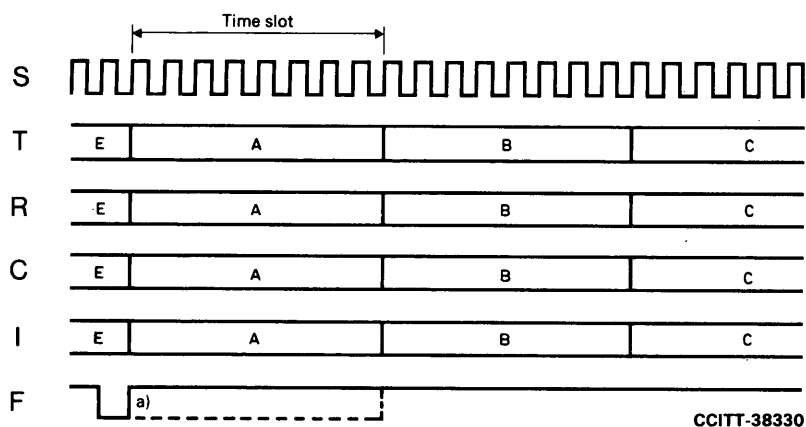 Time slot
S
T E A B C
R E A B C
C E A B C
I E A B C
F a)
CCITT-38330